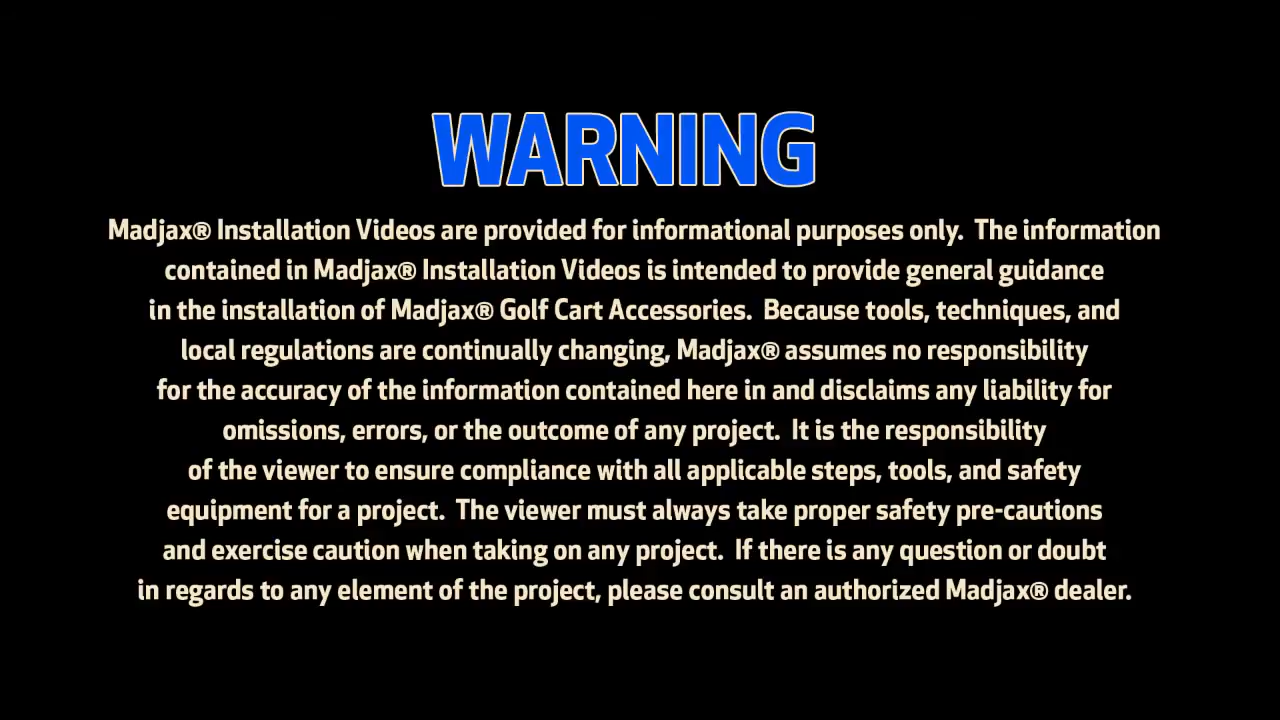 WARNING
Madjax® Installation Videos are provided for informational purposes only.  The information
contained in Madjax® Installation Videos is intended to provide general guidance
in the installation of Madjax® Golf Cart Accessories.  Because tools, techniques, and
local regulations are continually changing, Madjax® assumes no responsibility
for the accuracy of the information contained here in and disclaims any liability for
omissions, errors, or the outcome of any project.  It is the responsibility
of the viewer to ensure compliance with all applicable steps, tools, and safety
equipment for a project.  The viewer must always take proper safety pre-cautions
and exercise caution when taking on any project.  If there is any question or doubt
in regards to any element of the project, please consult an authorized Madjax® dealer.